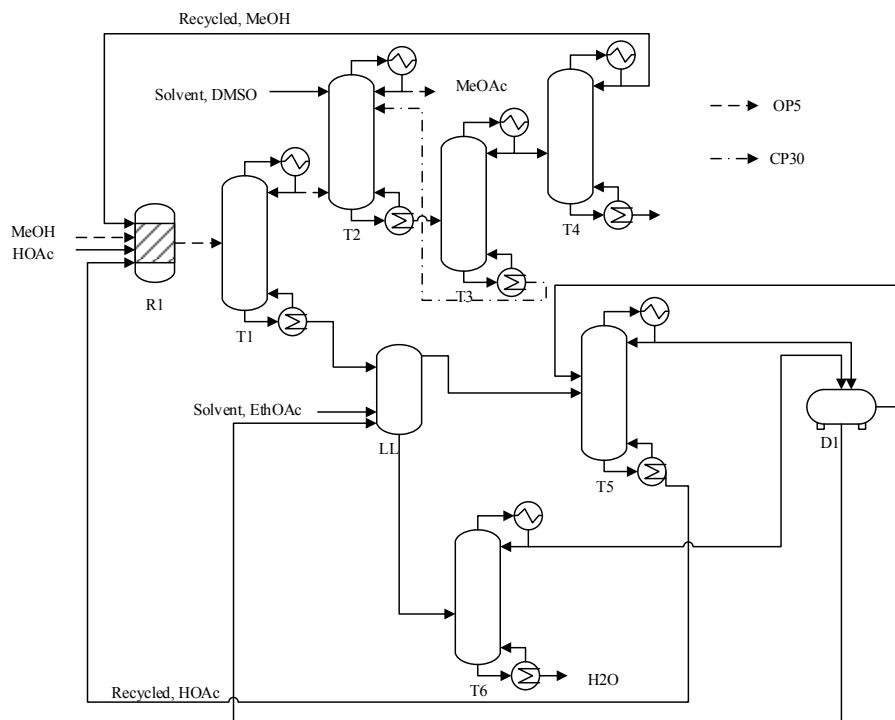 Recycled, MeOH
Solvent, DMSO
MeOAc
OP5
CP30
MeOH
HOAc
R1
T1
T2
T3
T4
Solvent, EthOAc
LL
T5
D1
T6
H2O
Recycled, HOAc